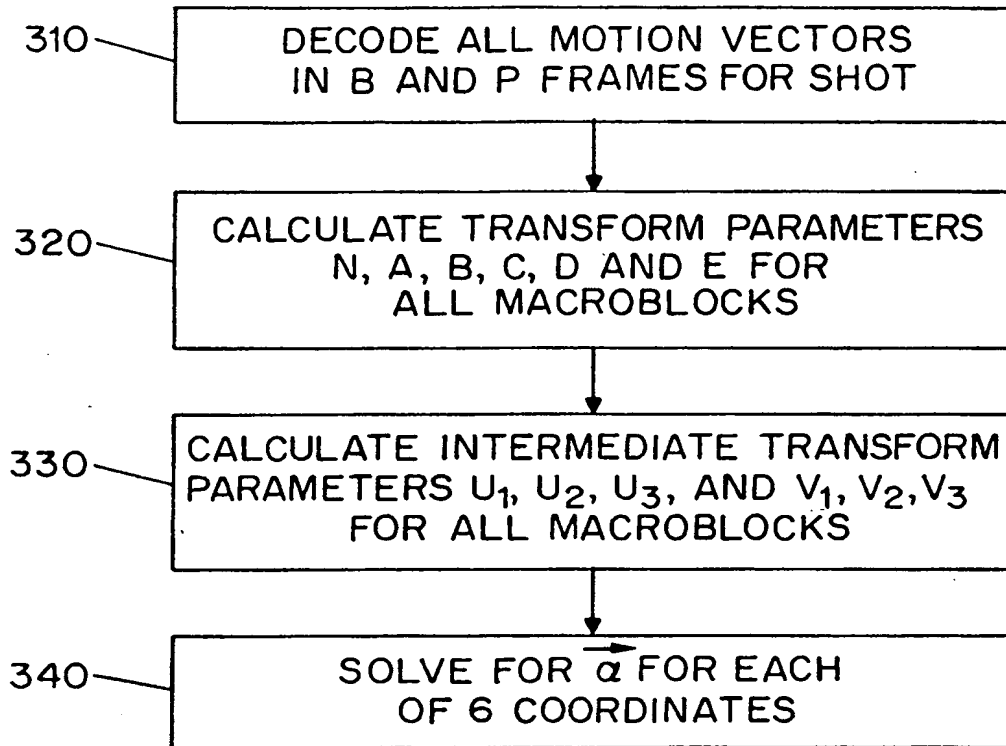 310
DECODE ALL MOTION VECTORS
IN B AND P FRAMES FOR SHOT
320
CALCULATE TRANSFORM PARAMETERS
N, A, B, C, D AND E FOR
ALL MACROBLOCKS
330
CALCULATE INTERMEDIATE TRANSFORM
PARAMETERS U₁, U₂, U₃, AND V₁, V₂, V₃
FOR ALL MACROBLOCKS
340
SOLVE FOR α⃗ FOR EACH
OF 6 COORDINATES